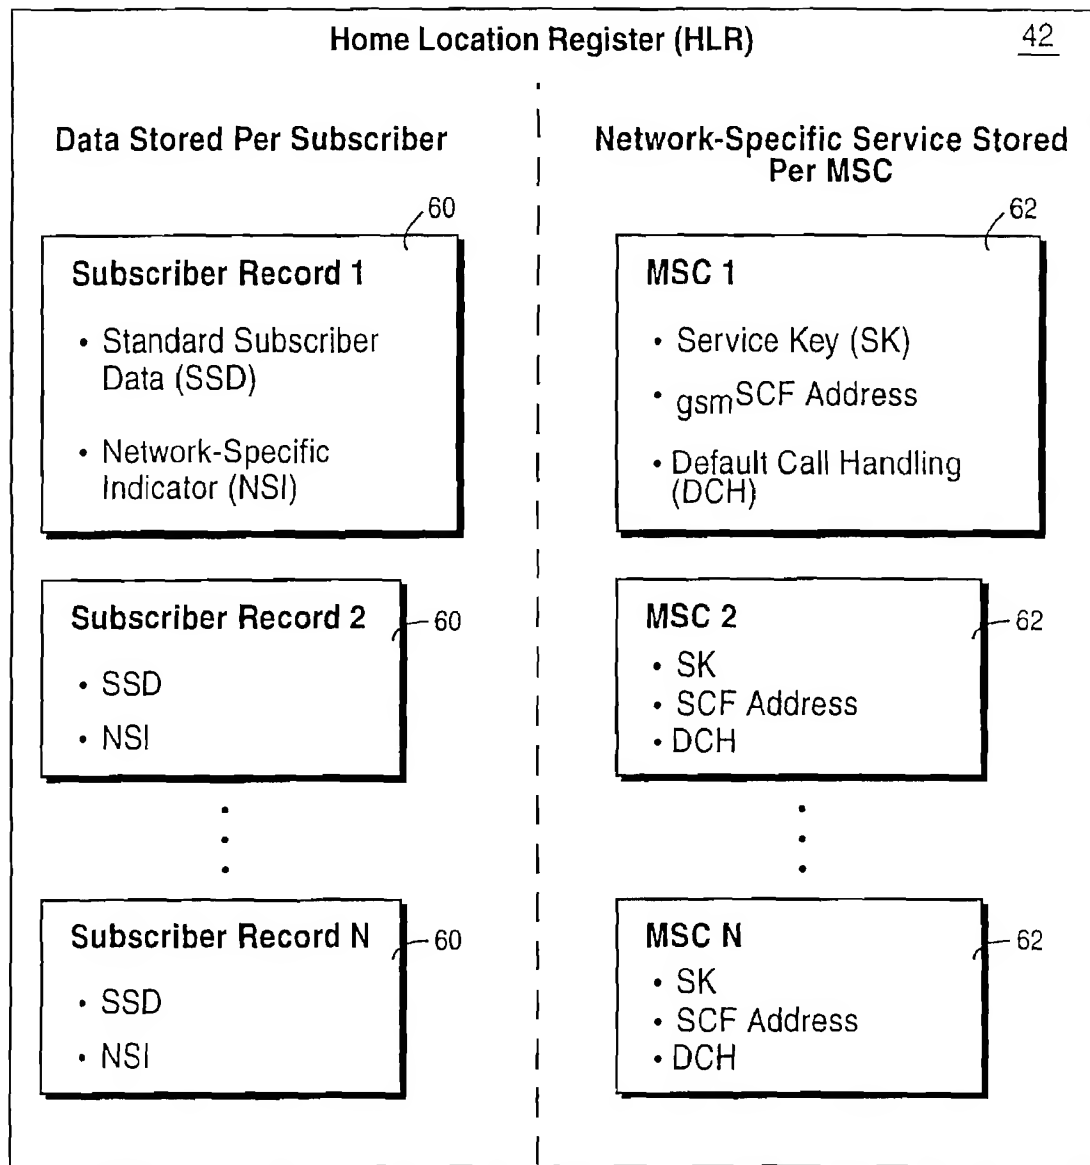 Home Location Register (HLR)
42
Data Stored Per Subscriber
60
Subscriber Record 1
• Standard Subscriber
Data (SSD)
• Network-Specific
Indicator (NSI)
Subscriber Record 2
60
• SSD
• NSI
Subscriber Record N
60
• SSD
• NSI
Network-Specific Service Stored
Per MSC
62
MSC 1
• Service Key (SK)
• gsmSCF Address
• Default Call Handling
(DCH)
MSC 2
62
• SK
• SCF Address
• DCH
MSC N
62
• SK
• SCF Address
• DCH